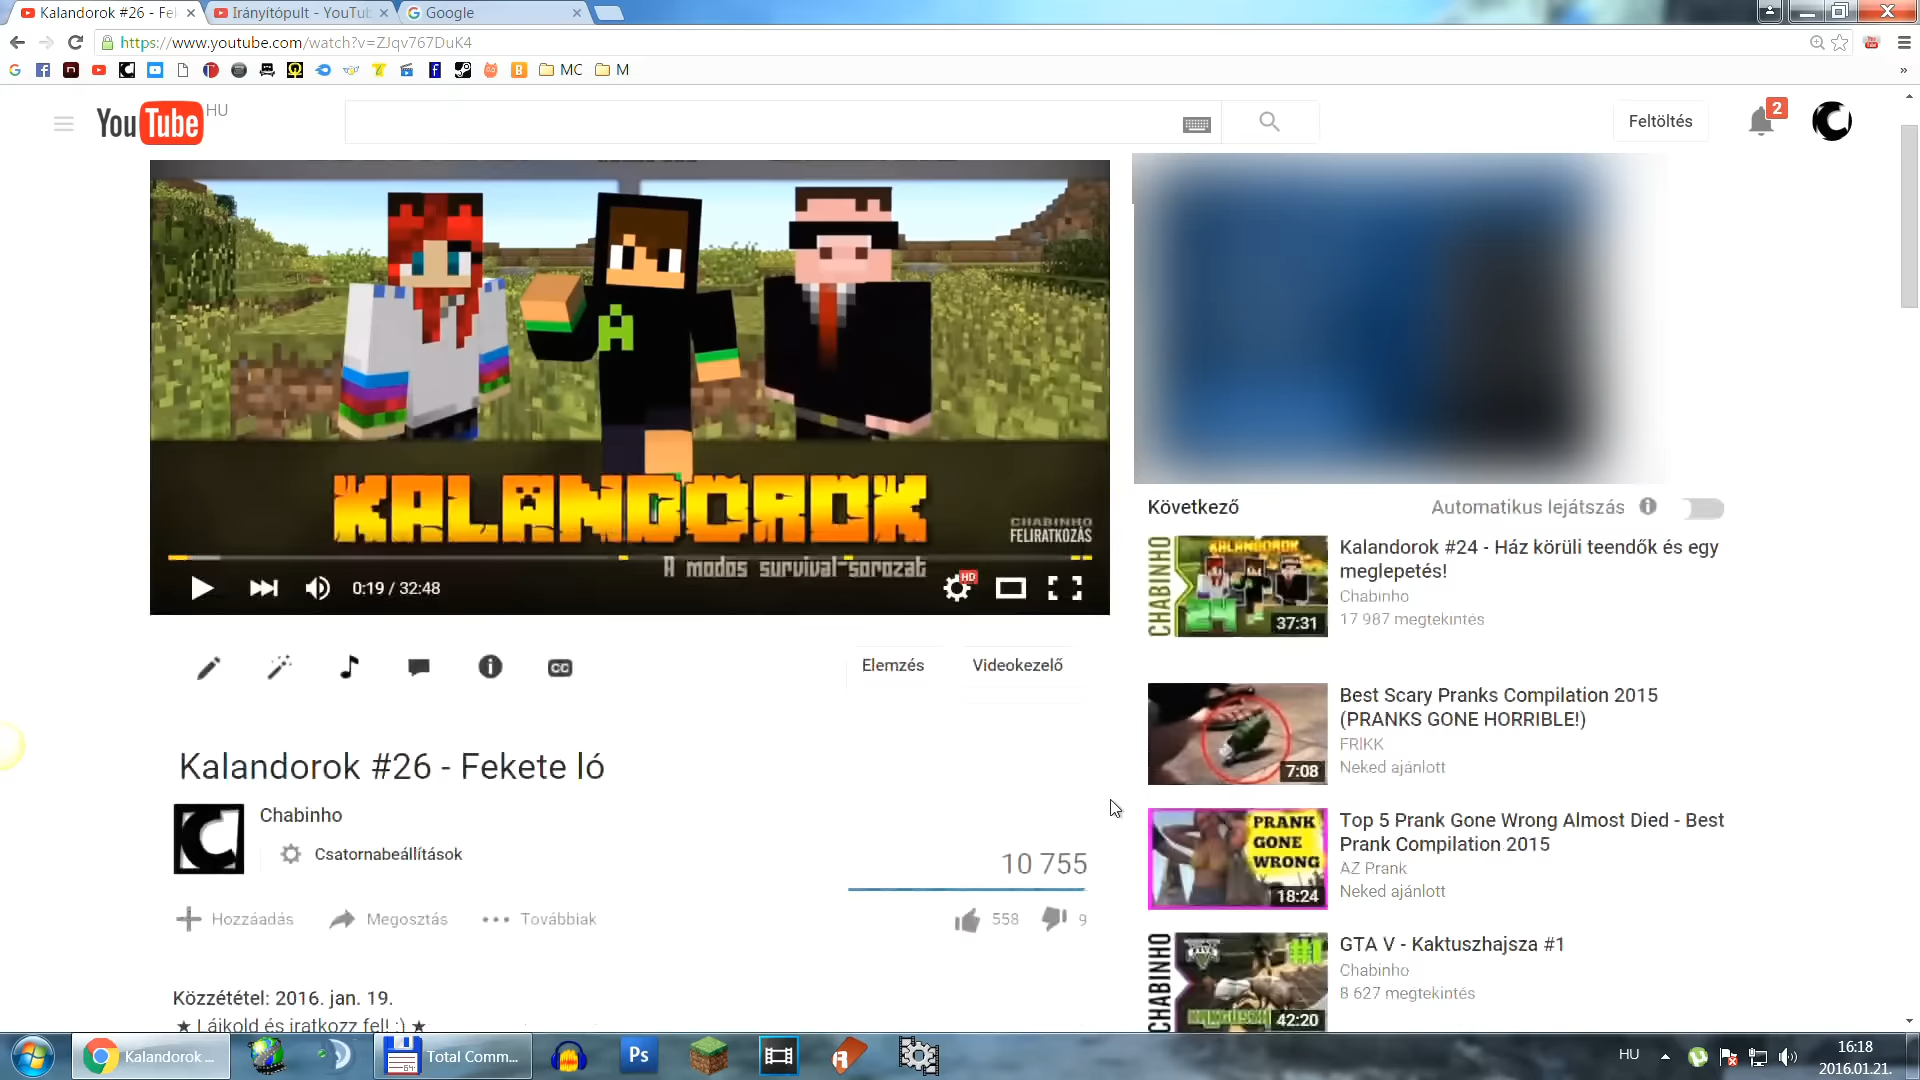 Kalandorok #26 - Fek
Irányítópult - YouTub
Google
https://www.youtube.com/watch?v=ZJqv767DuK4
MC
M
YouTube HU
Feltöltés
2
KALANDOROK
A modos survival-sorozat
CHABINHO
FELIRATKOZÁS
0:19 / 32:48
HD
Elemzés
Videokezelő
Kalandorok #26 - Fekete ló
Chabinho
Csatornabeállítások
10 755
Hozzáadás
Megosztás
Továbbiak
558
9
Közzététel: 2016. jan. 19.
★ Lájkold és iratkozz fel! :) ★
Következő
Automatikus lejátszás
CHABINHO
KALANDOROK
37:31
Kalandorok #24 - Ház körüli teendők és egy
meglepetés!
Chabinho
17 987 megtekintés
7:08
Best Scary Pranks Compilation 2015
(PRANKS GONE HORRIBLE!)
FRIKK
Neked ajánlott
PRANK
GONE
WRONG
18:24
Top 5 Prank Gone Wrong Almost Died - Best
Prank Compilation 2015
AZ Prank
Neked ajánlott
CHABINHO
#1
42:20
GTA V - Kaktuszhajsza #1
Chabinho
8 627 megtekintés
Kalandorok ...
Total Comm...
Ps
HU
16:18
2016.01.21.